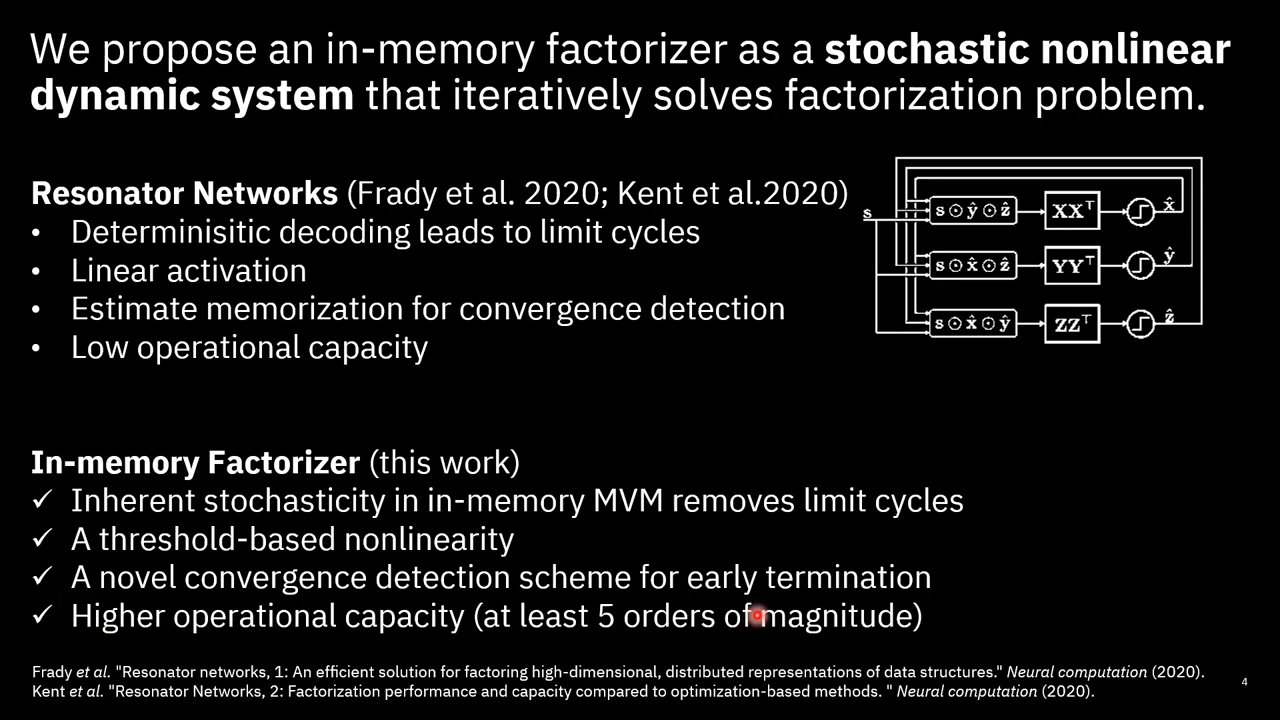 We propose an in-memory factorizer as a stochastic nonlinear
dynamic system that iteratively solves factorization problem.
Resonator Networks (Frady et al. 2020; Kent et al.2020)
• Determinisitic decoding leads to limit cycles
• Linear activation
• Estimate memorization for convergence detection
• Low operational capacity
s
s ⊙ ŷ ⊙ ẑ XX⊤ x̂
s ⊙ x̂ ⊙ ẑ YY⊤ ŷ
s ⊙ x̂ ⊙ ŷ ZZ⊤ ẑ
In-memory Factorizer (this work)
✓ Inherent stochasticity in in-memory MVM removes limit cycles
✓ A threshold-based nonlinearity
✓ A novel convergence detection scheme for early termination
✓ Higher operational capacity (at least 5 orders of magnitude)
Frady et al. "Resonator networks, 1: An efficient solution for factoring high-dimensional, distributed representations of data structures." Neural computation (2020).
Kent et al. "Resonator Networks, 2: Factorization performance and capacity compared to optimization-based methods. " Neural computation (2020).
4